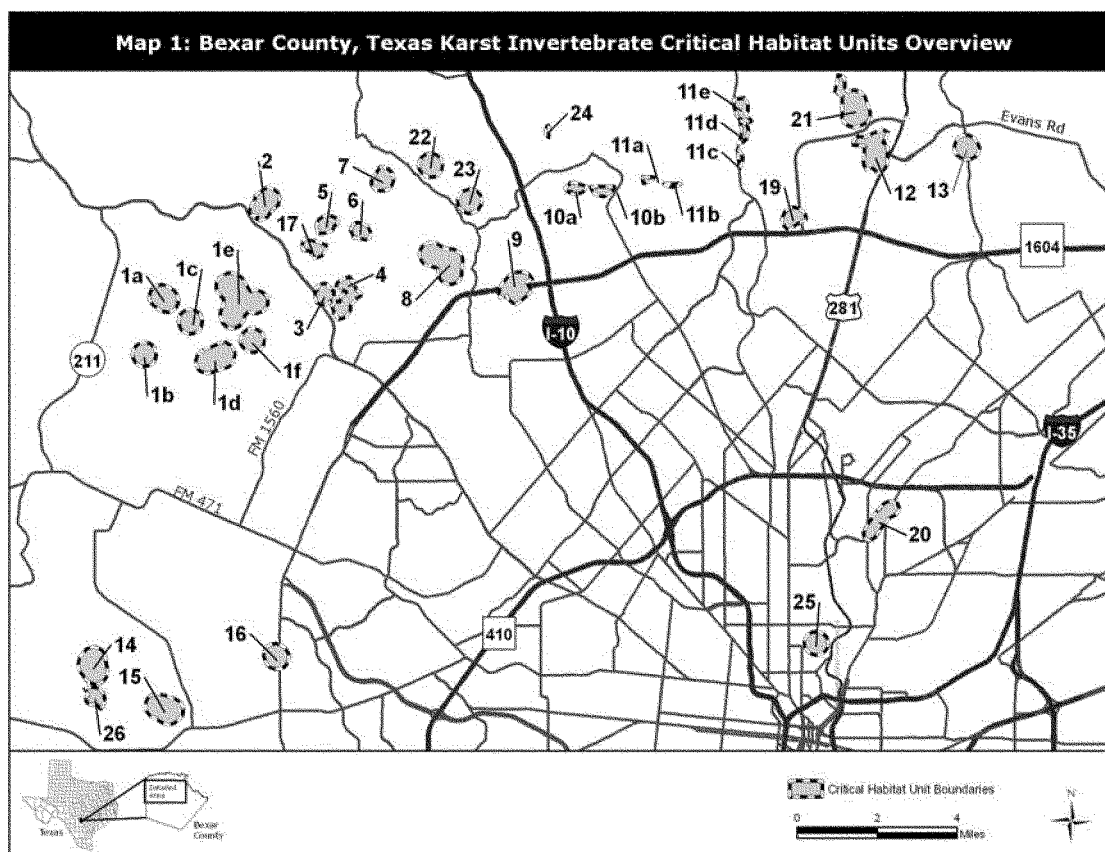 Map 1: Bexar County, Texas Karst Invertebrate Critical Habitat Units Overview
24
11e
21
Evans Rd
11d
22
11a
11c
2
7
23
5
19
12
13
6
10a
10b
11b
17
1e
9
1604
1a
1c
4
8
3
281
I-10
211
1f
1b
1d
FM 1560
I-35
FM 471
20
25
14
16
410
15
26
Texas
Detailed
Area
Bexar
County
Critical Habitat Unit Boundaries
N
0 2 4
Miles